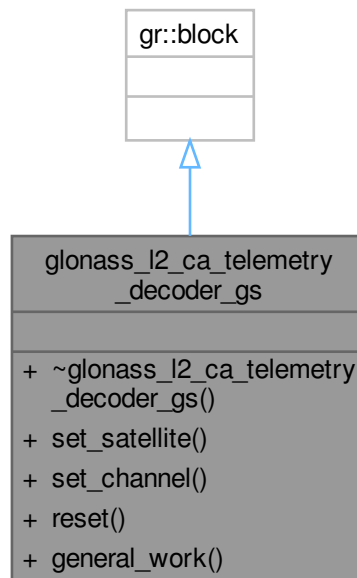 gr::block
glonass_l2_ca_telemetry
_decoder_gs
+ ~glonass_l2_ca_telemetry
_decoder_gs()
+ set_satellite()
+ set_channel()
+ reset()
+ general_work()